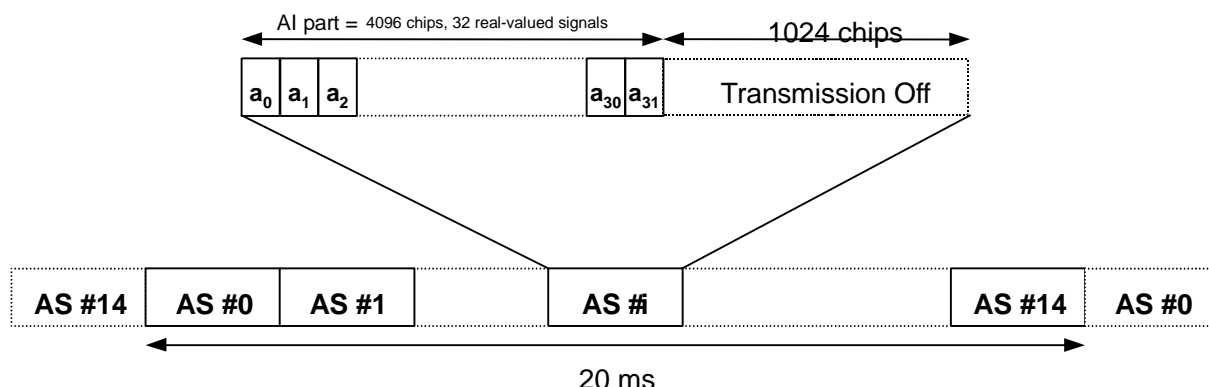 AI part = 4096 chips, 32 real-valued signals
1024 chips
a0 a1 a2 a30 a31 Transmission Off
AS #14 AS #0 AS #1 AS #i AS #14 AS #0
20 ms